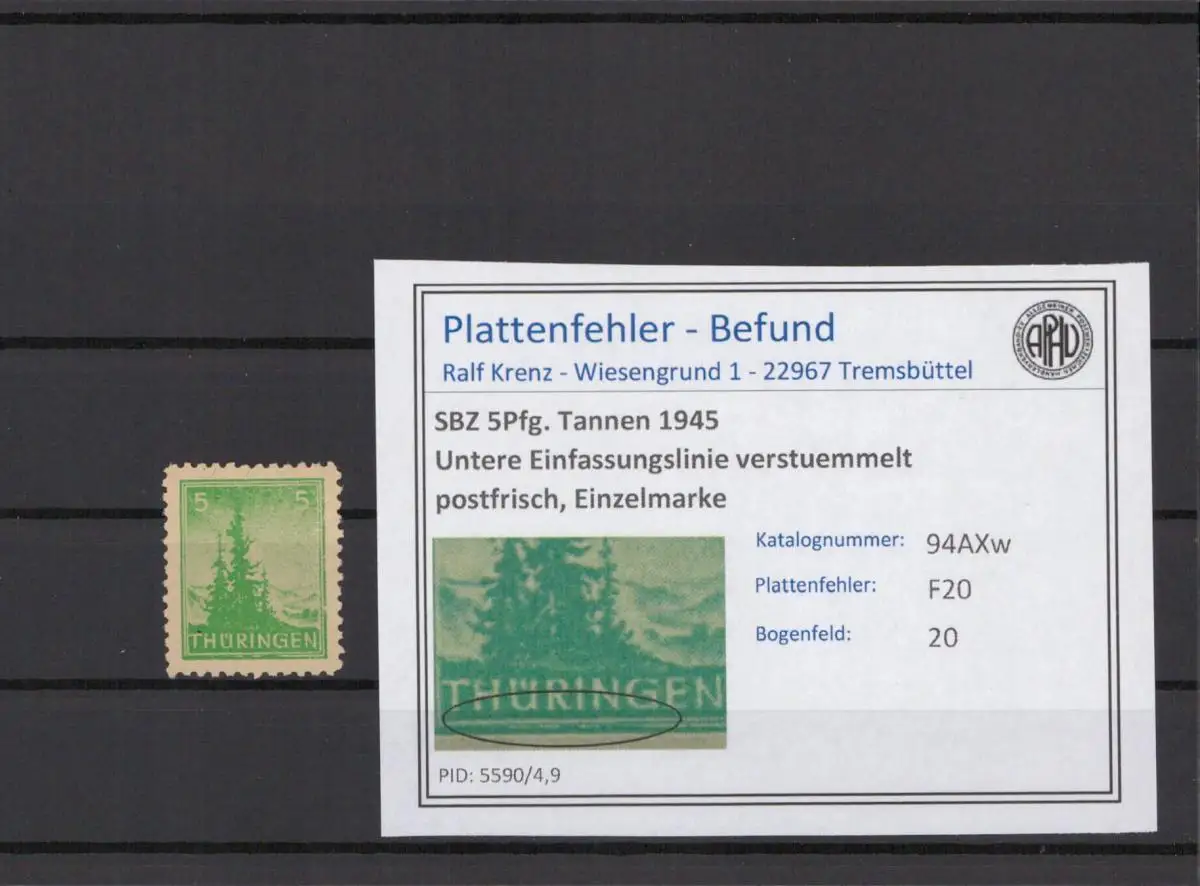 5 5
THÜRINGEN
Plattenfehler - Befund
Ralf Krenz - Wiesengrund 1 - 22967 Tremsbüttel
APHV
SBZ 5Pfg. Tannen 1945
Untere Einfassungslinie verstuemmelt
postfrisch, Einzelmarke
THÜRINGEN
Katalognummer: 94AXw
Plattenfehler: F20
Bogenfeld: 20
PID: 5590/4,9